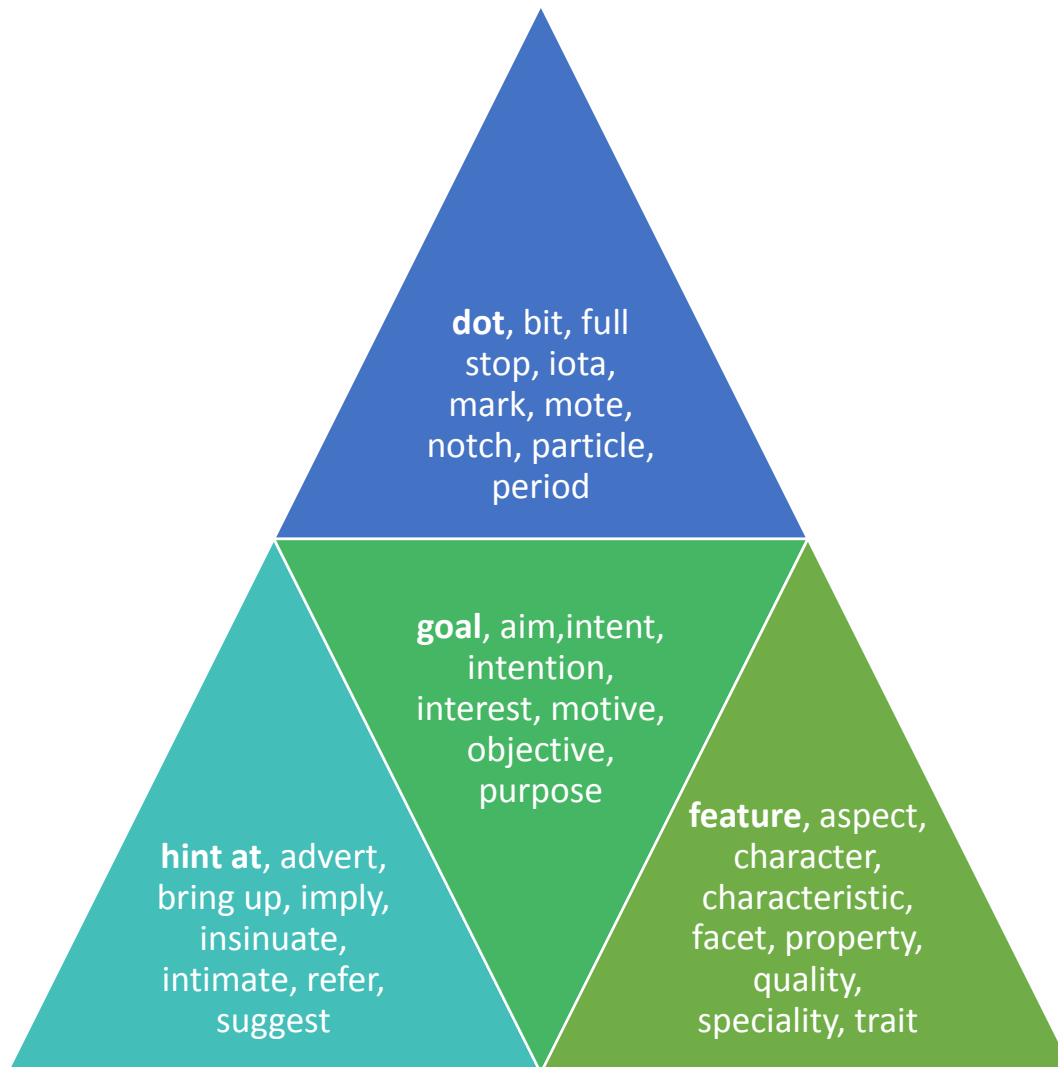 dot, bit, full
stop, iota,
mark, mote,
notch, particle,
period
goal, aim,intent,
intention,
interest, motive,
objective,
purpose
hint at, advert,
bring up, imply,
insinuate,
intimate, refer,
suggest
feature, aspect,
character,
characteristic,
facet, property,
quality,
speciality, trait